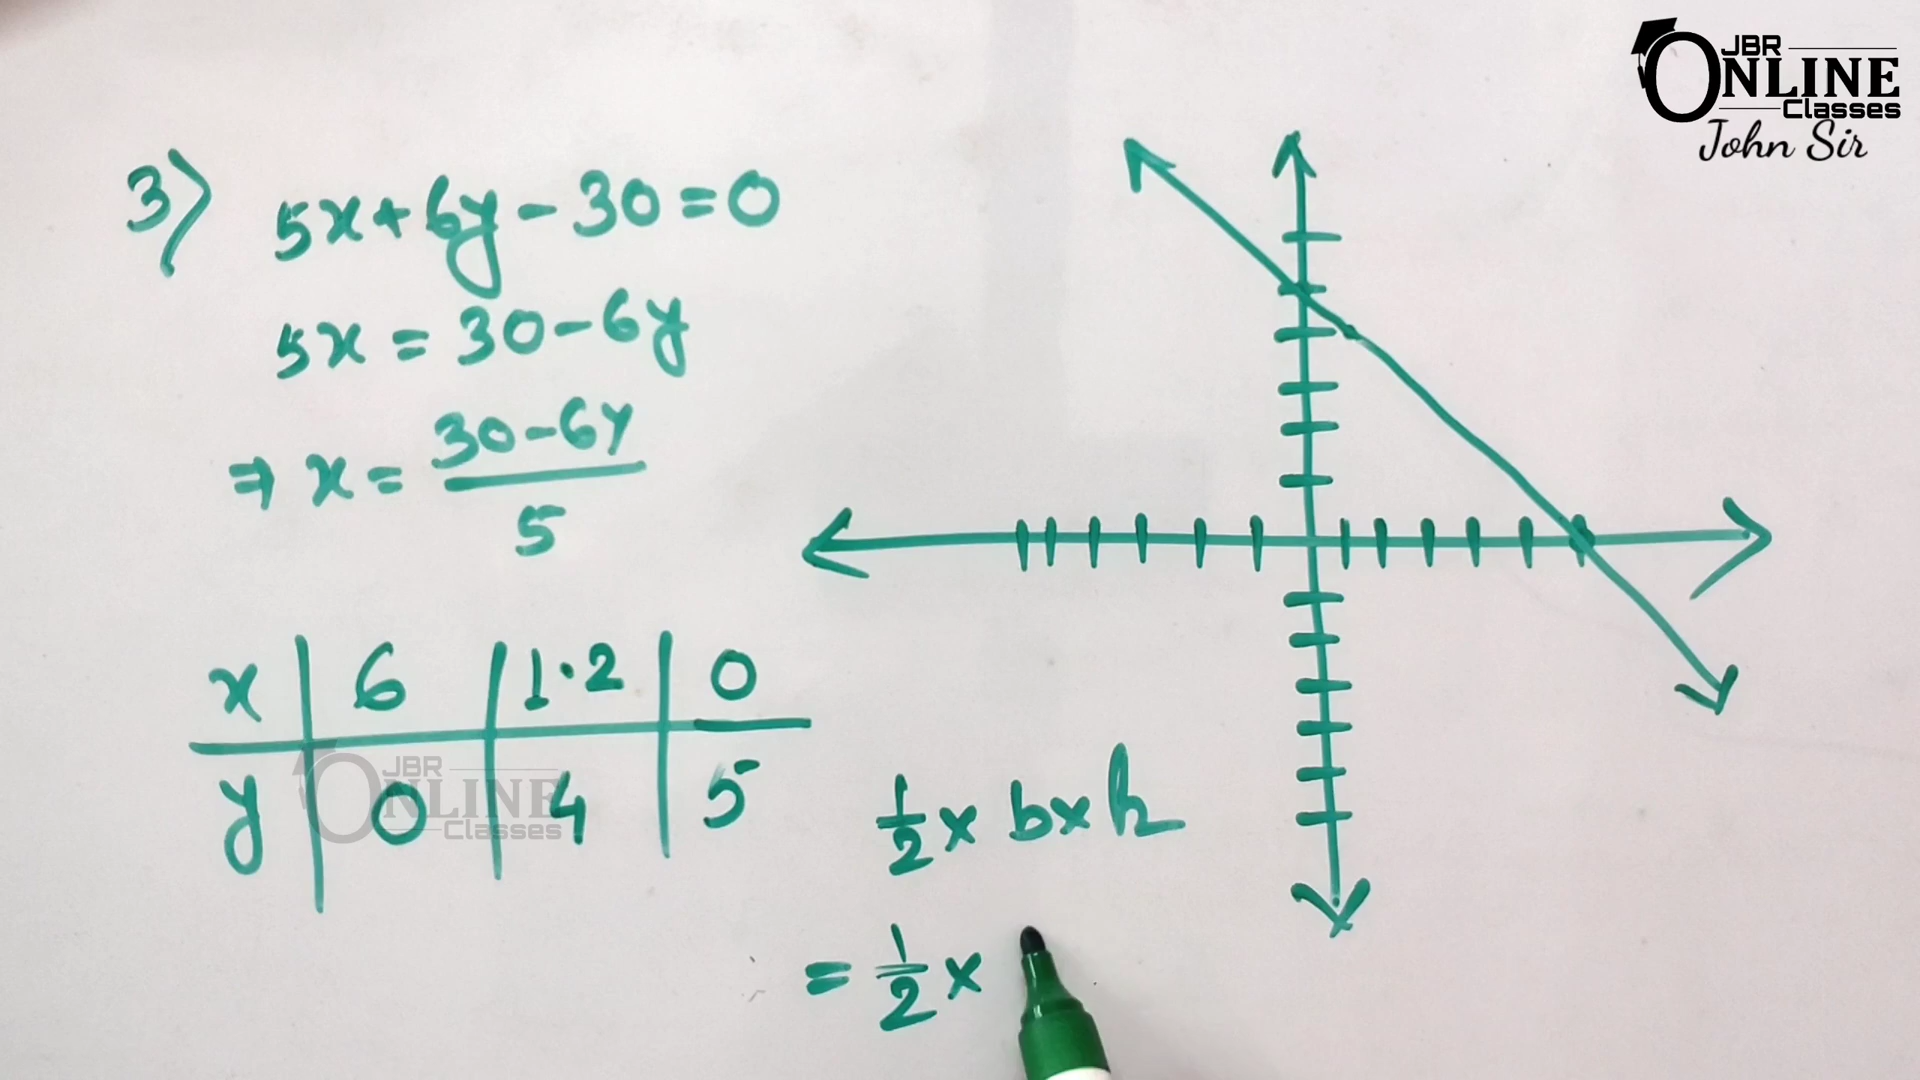 JBR
ONLINE
Classes
John Sir
3) 5x+6y-30=0
5x = 30-6y
⇒ x = 30-6y / 5
x | 6 | 1.2 | 0
y | 0 | 4 | 5
JBR
ONLINE
Classes
1/2 x b x h
= 1/2 x